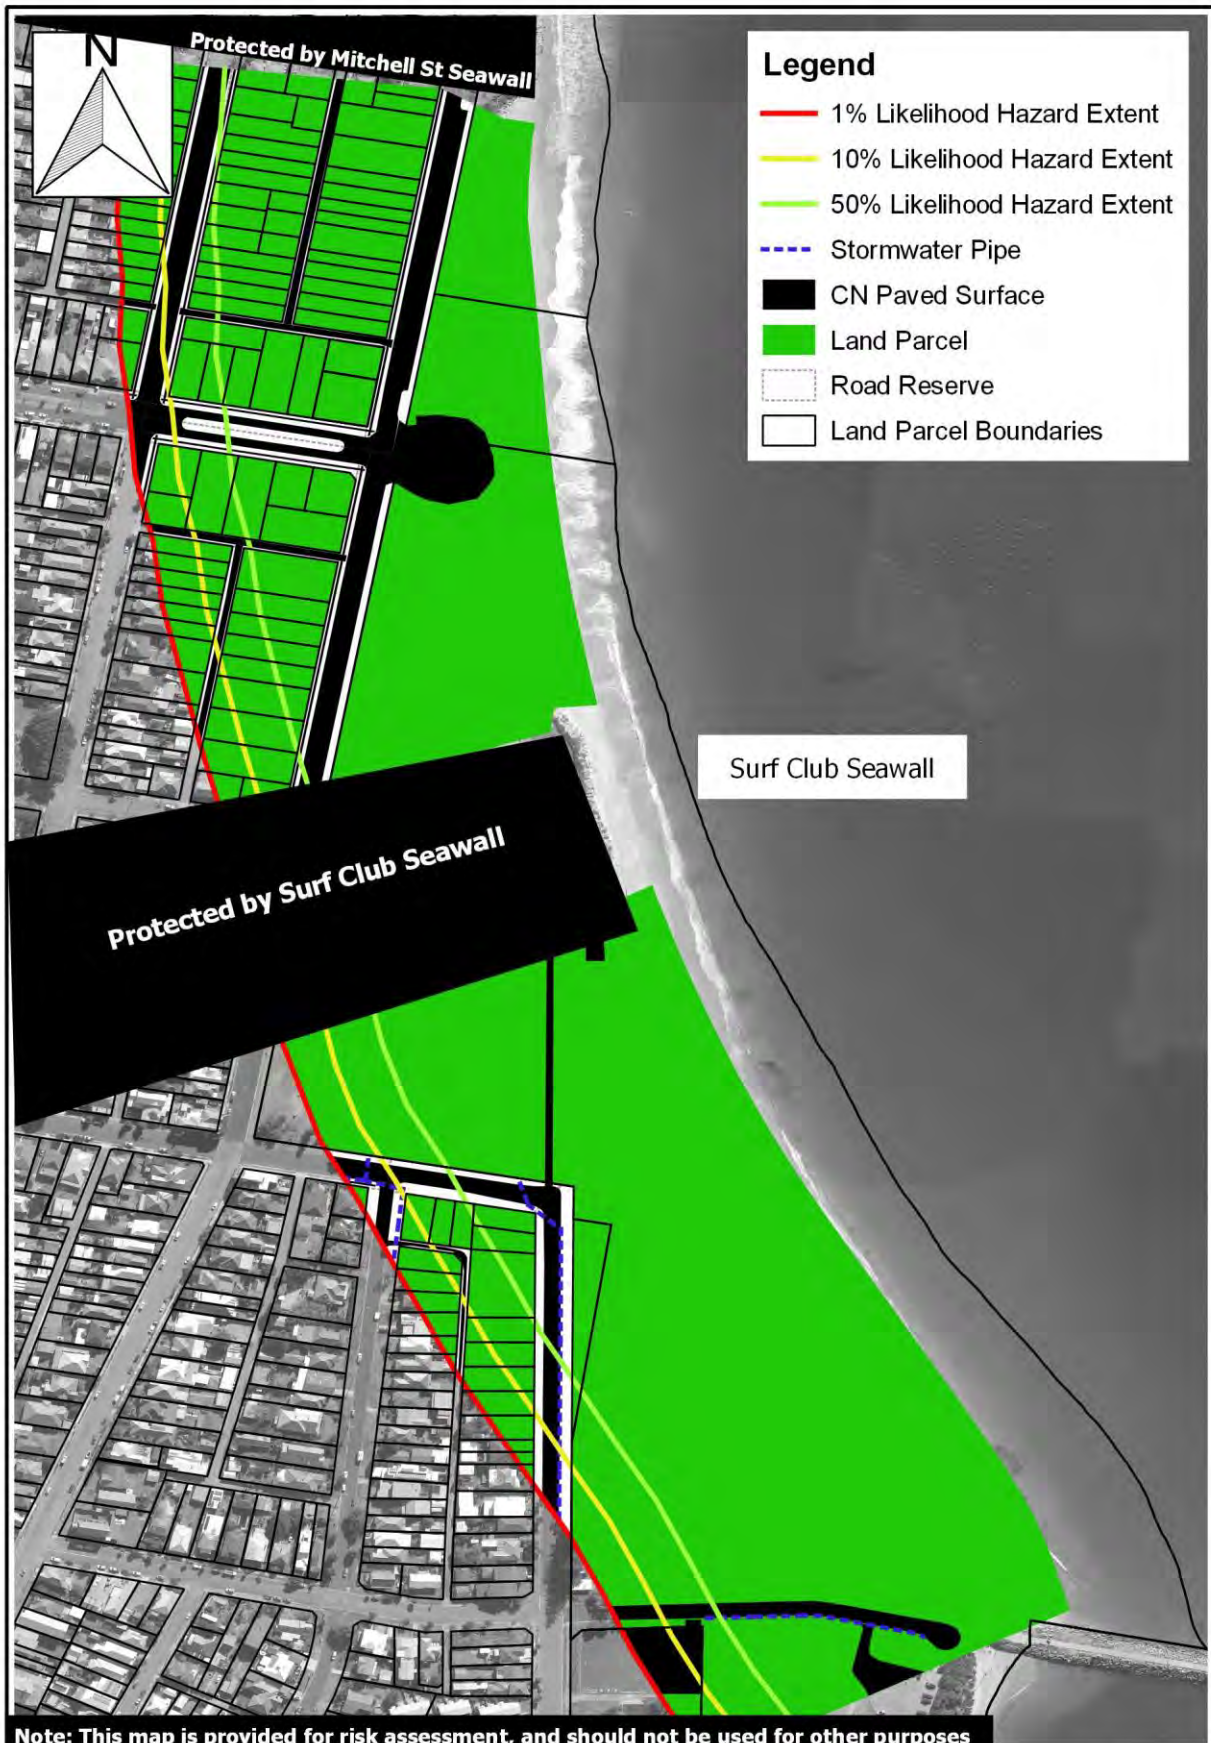 Protected by Mitchell St Seawall
N
Legend
1% Likelihood Hazard Extent
10% Likelihood Hazard Extent
50% Likelihood Hazard Extent
Stormwater Pipe
CN Paved Surface
Land Parcel
Road Reserve
Land Parcel Boundaries
Surf Club Seawall
Protected by Surf Club Seawall
Note: This map is provided for risk assessment, and should not be used for other purposes